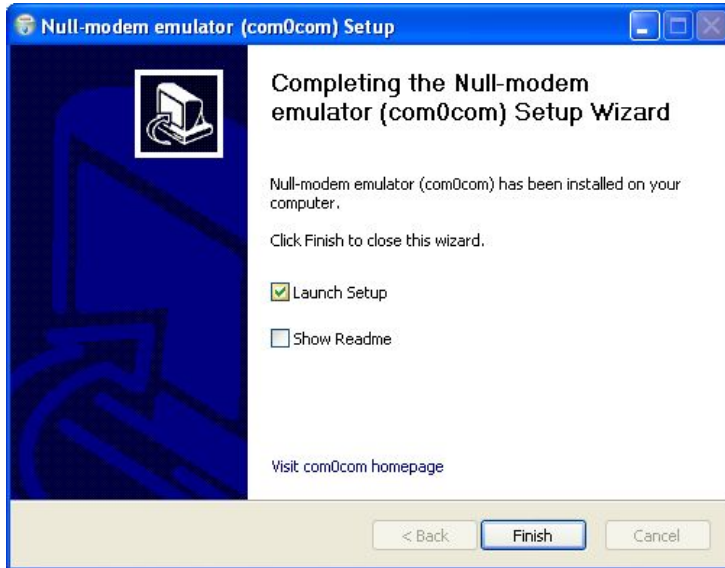 Null-modem emulator (com0com) Setup
Completing the Null-modem
emulator (com0com) Setup Wizard
Null-modem emulator (com0com) has been installed on your
computer.
Click Finish to close this wizard.
Launch Setup
Show Readme
Visit com0com homepage
< Back Finish Cancel